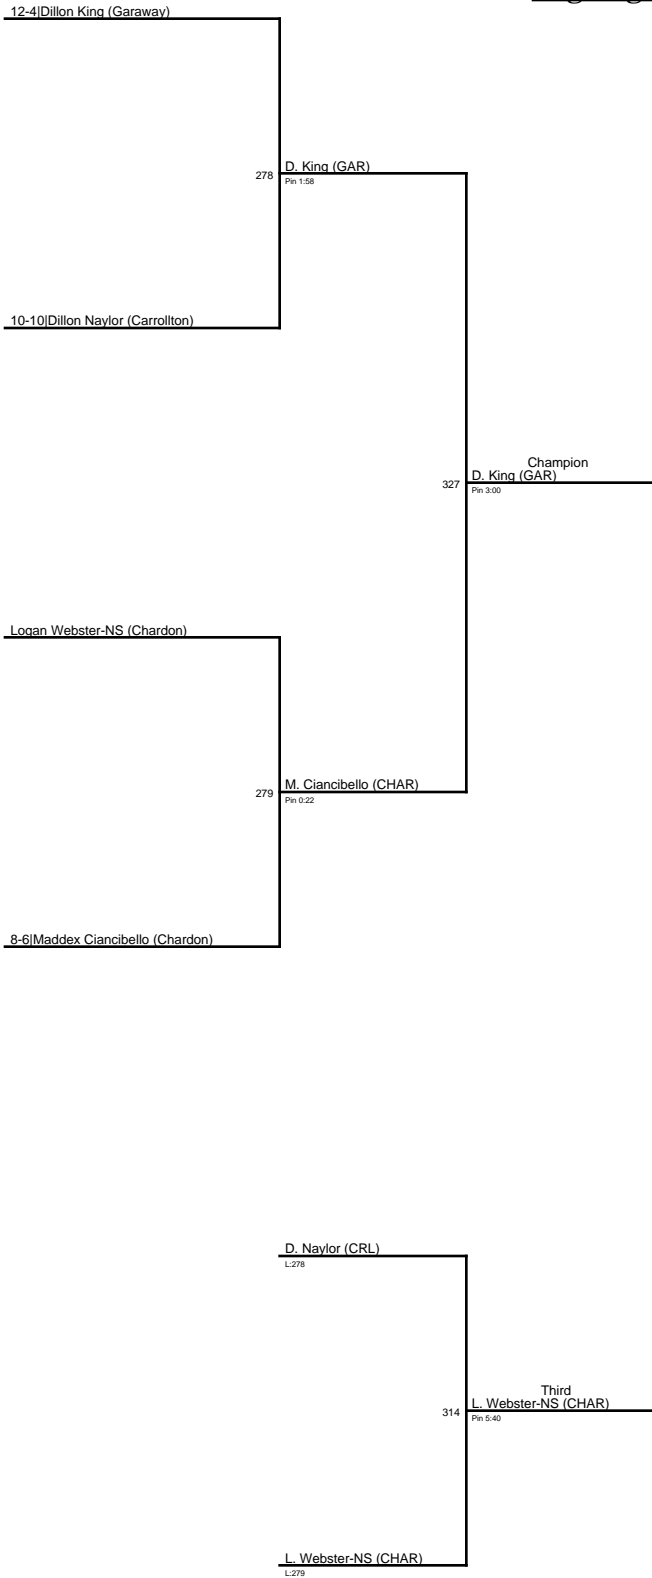 12-4|Dillon King (Garaway)
278
D. King (GAR)
Pin 1:58
10-10|Dillon Naylor (Carrollton)
Champion
327
D. King (GAR)
Pin 3:00
Logan Webster-NS (Chardon)
279
M. Ciancibello (CHAR)
Pin 0:22
8-6|Maddex Ciancibello (Chardon)
D. Naylor (CRL)
L:278
Third
314
L. Webster-NS (CHAR)
Pin 5:40
L. Webster-NS (CHAR)
L:279